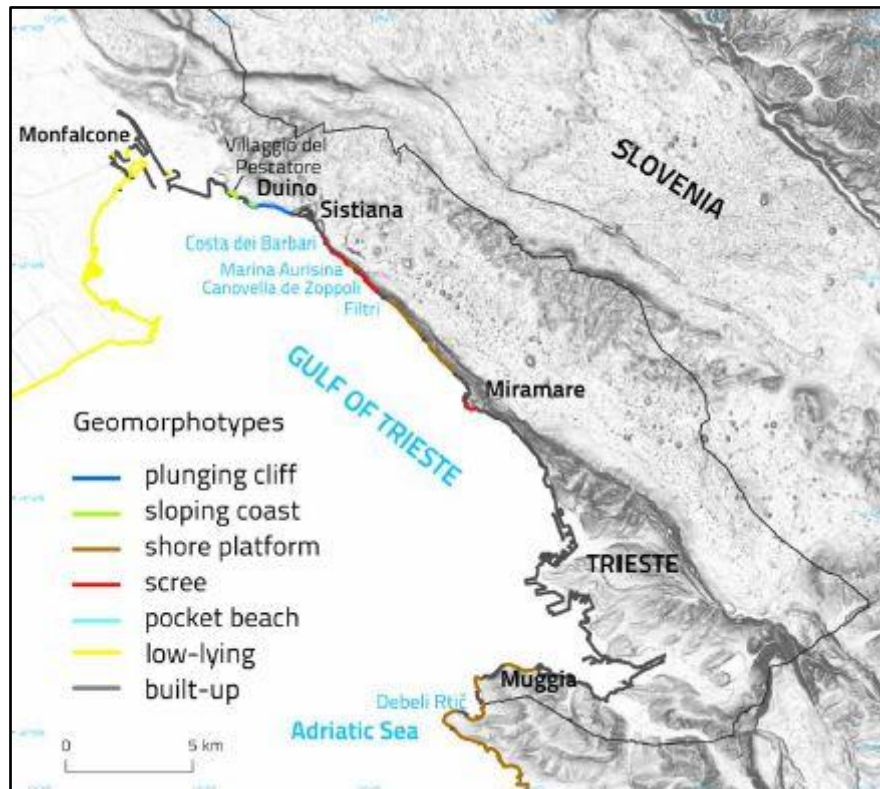 Monfalcone
Villaggio del
Pescatore
Duino
Sistiana
SLOVENIA
Costa dei Barbari
Marina Aurisina
Canovella de Zoppoli
Filtri
GULF OF TRIESTE
Miramare
Geomorphotypes
plunging cliff
sloping coast
shore platform
scree
pocket beach
low-lying
built-up
TRIESTE
Muggia
Debeli Rtič
Adriatic Sea
0 5 km